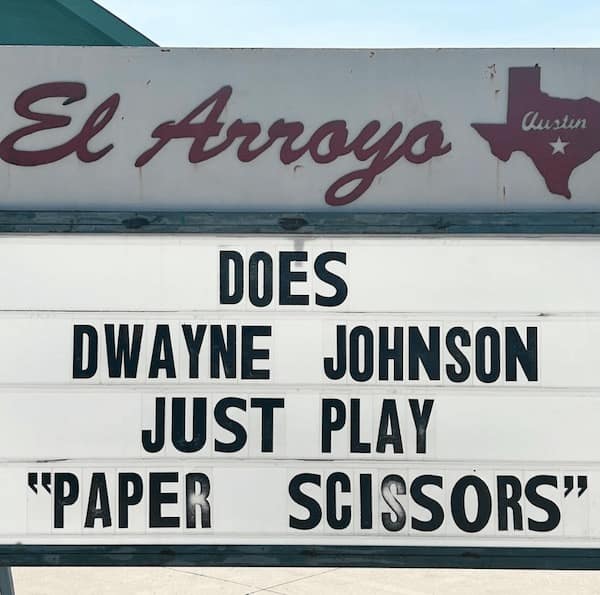 El Arroyo
Austin
DOES
DWAYNE JOHNSON
JUST PLAY
"PAPER SCISSORS"